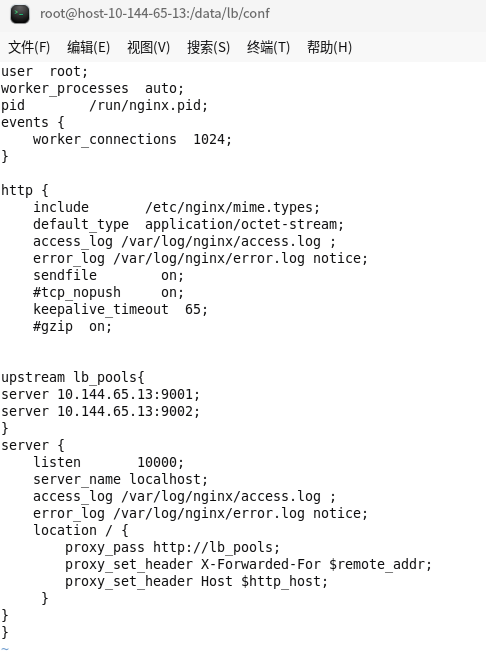 root@host-10-144-65-13:/data/lb/conf
文件(F) 编辑(E) 视图(V) 搜索(S) 终端(T) 帮助(H)
user  root;
worker_processes  auto;
pid        /run/nginx.pid;
events {
    worker_connections  1024;
}

http {
    include       /etc/nginx/mime.types;
    default_type  application/octet-stream;
    access_log /var/log/nginx/access.log ;
    error_log /var/log/nginx/error.log notice;
    sendfile        on;
    #tcp_nopush     on;
    keepalive_timeout  65;
    #gzip  on;


upstream lb_pools{
server 10.144.65.13:9001;
server 10.144.65.13:9002;
}
server {
    listen       10000;
    server_name localhost;
    access_log /var/log/nginx/access.log ;
    error_log /var/log/nginx/error.log notice;
    location / {
        proxy_pass http://lb_pools;
        proxy_set_header X-Forwarded-For $remote_addr;
        proxy_set_header Host $http_host;
     }
}
}
~